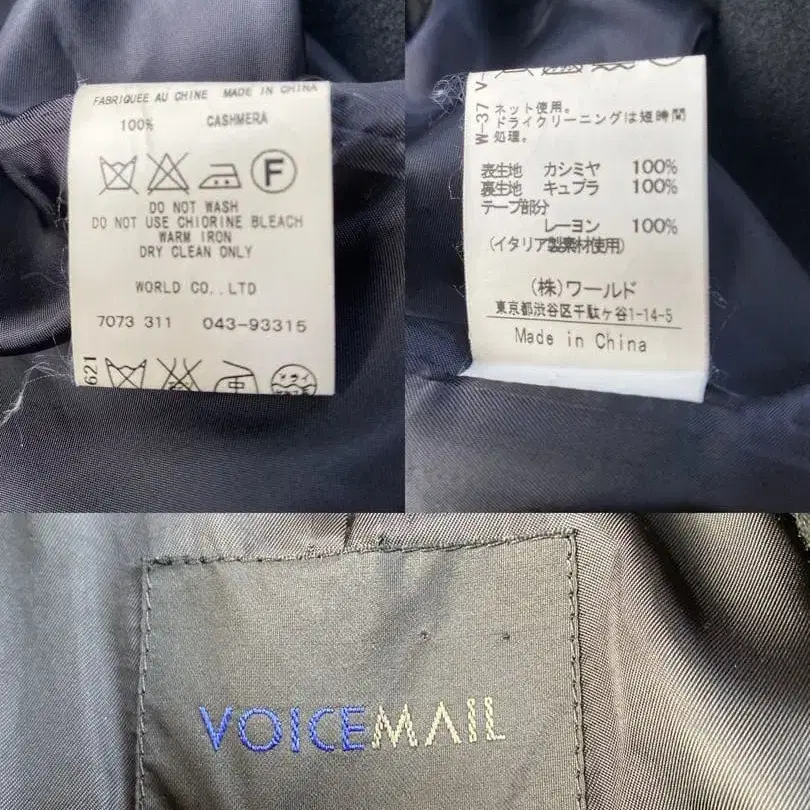 FABRIQUEE AU CHINE MADE IN CHINA
100% CASHMERA
F
DO NOT WASH
DO NOT USE CHIORINE BLEACH
WARM IRON
DRY CLEAN ONLY
WORLD CO.,LTD
7073 311 043-93315
621
W-37 V-
ネット使用。
ドライクリーニングは短時間
処理。
表生地 カシミヤ 100%
裏生地 キュプラ 100%
テープ部分
レーヨン 100%
(イタリア製素材使用)
(株)ワールド
東京都渋谷区千駄ヶ谷1-14-5
Made in China
VOICEMAIL